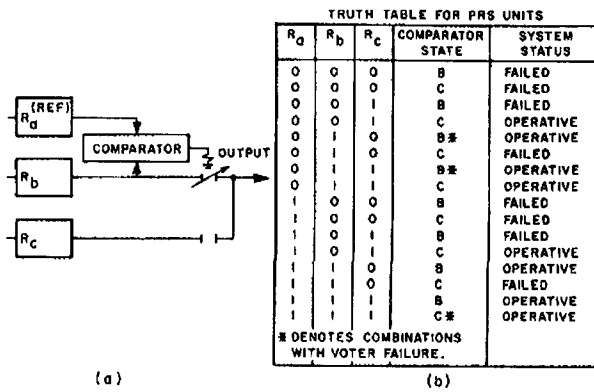 TRUTH TABLE FOR PRS UNITS
Ra Rb Rc COMPARATOR STATE SYSTEM STATUS
0 0 0 B FAILED
0 0 0 C FAILED
0 0 1 B FAILED
0 0 1 C OPERATIVE
0 1 0 B* OPERATIVE
0 1 0 C FAILED
0 1 1 B* OPERATIVE
0 1 1 C OPERATIVE
1 0 0 B FAILED
1 0 0 C FAILED
1 0 1 B FAILED
1 0 1 C OPERATIVE
1 1 0 B OPERATIVE
1 1 0 C FAILED
1 1 1 B OPERATIVE
1 1 1 C* OPERATIVE
* DENOTES COMBINATIONS
WITH VOTER FAILURE.
Ra (REF)
COMPARATOR
OUTPUT
Rb
Rc
(a)
(b)